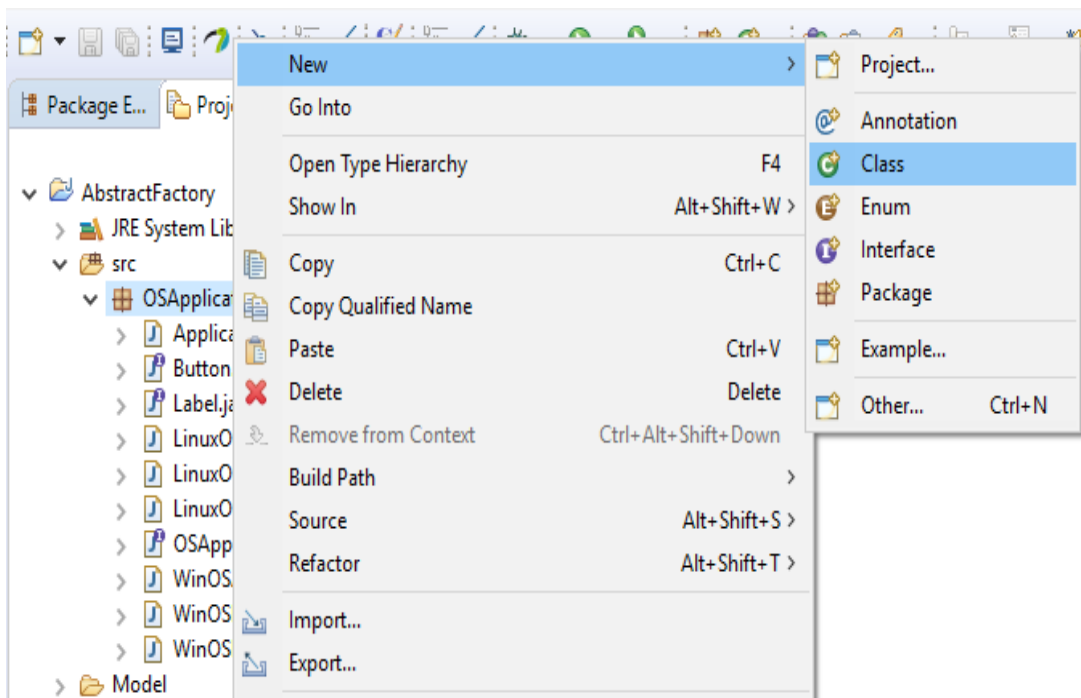 Package E...
Proj
AbstractFactory
JRE System Lib
src
OSApplica
Applica
Button
Label.ja
LinuxO
LinuxO
LinuxO
OSApp
WinOS
WinOS
WinOS
Model
New
Go Into
Open Type Hierarchy F4
Show In Alt+Shift+W >
Copy Ctrl+C
Copy Qualified Name
Paste Ctrl+V
Delete Delete
Remove from Context Ctrl+Alt+Shift+Down
Build Path
Source Alt+Shift+S >
Refactor Alt+Shift+T >
Import...
Export...
Project...
Annotation
Class
Enum
Interface
Package
Example...
Other... Ctrl+N